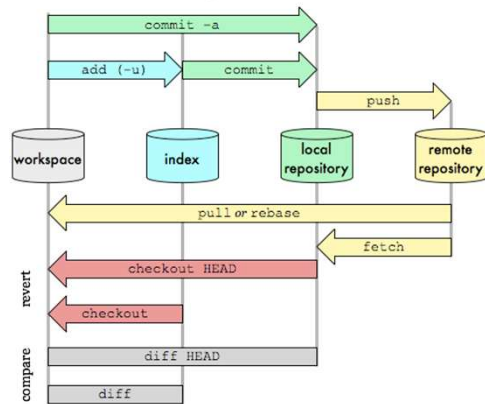 commit -a
add (-u)
commit
push
workspace
index
local
repository
remote
repository
pull or rebase
fetch
revert
checkout HEAD
checkout
compare
diff HEAD
diff